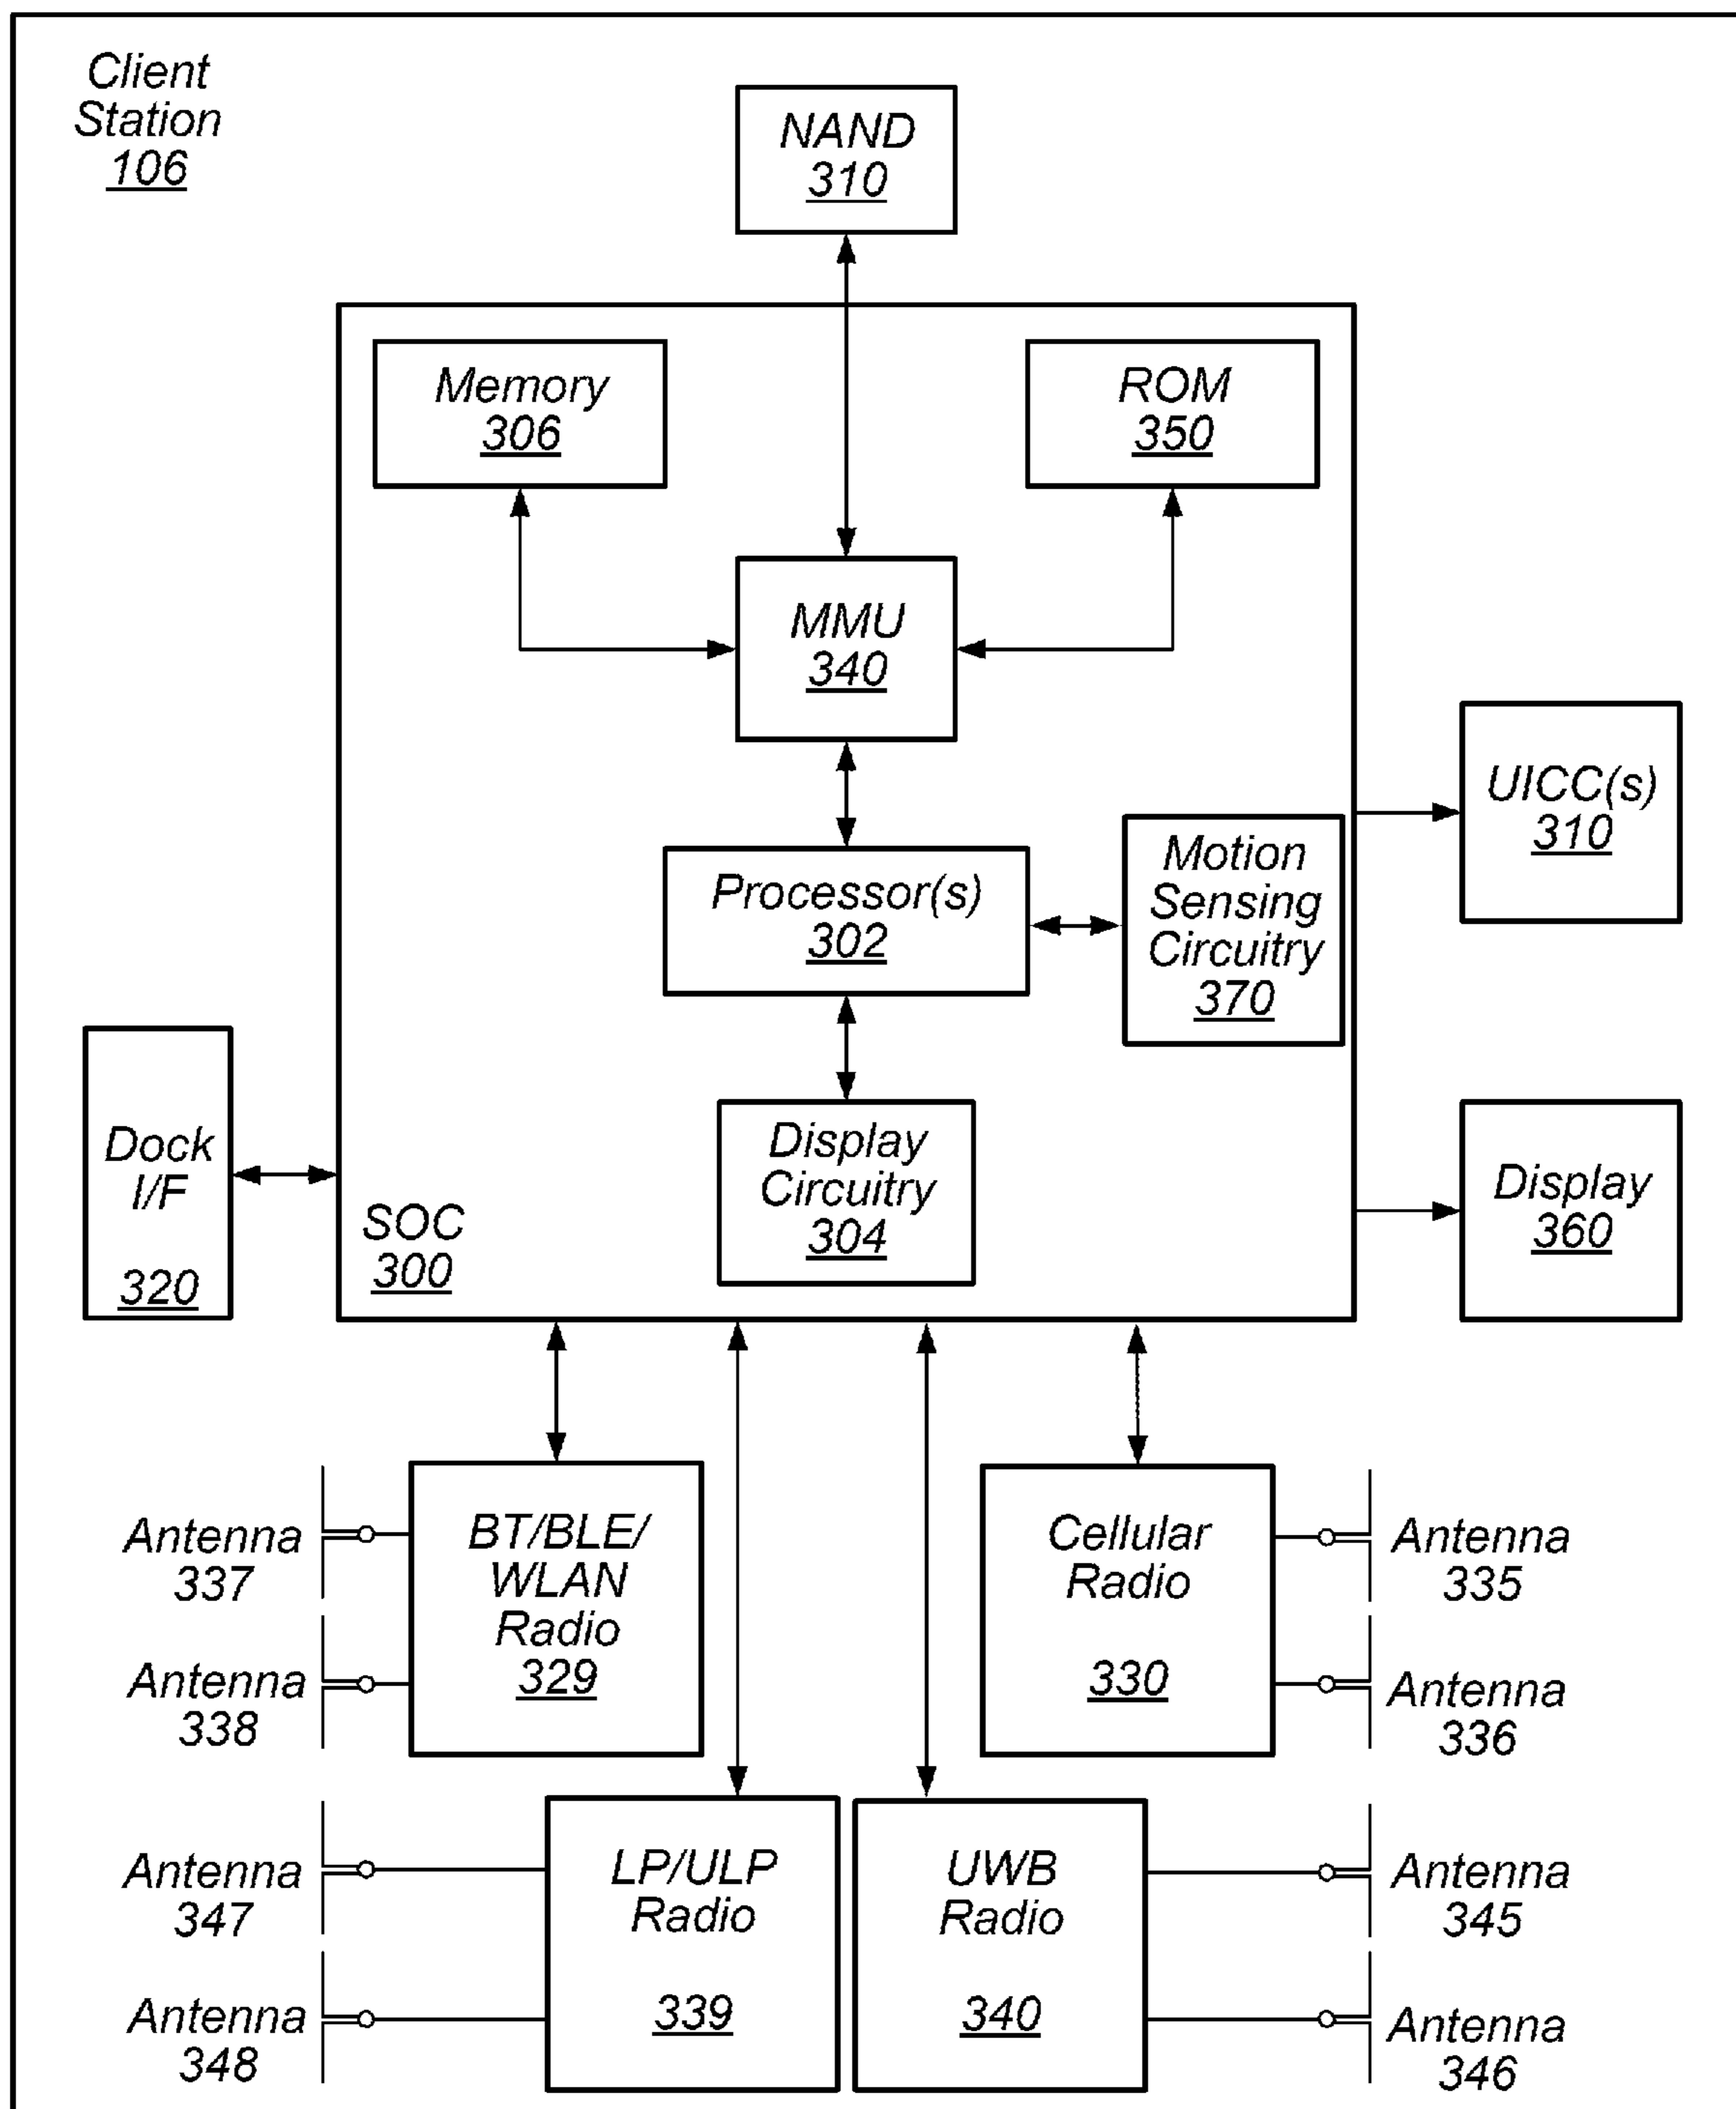 Client
Station
106
NAND
310
Memory
306
ROM
350
MMU
340
UICC(s)
310
Processor(s)
302
Motion
Sensing
Circuitry
370
Dock
I/F
320
Display
Circuitry
304
SOC
300
Display
360
Antenna
337
Antenna
338
BT/BLE/
WLAN
Radio
329
Cellular
Radio
330
Antenna
335
Antenna
336
Antenna
347
Antenna
348
LP/ULP
Radio
339
UWB
Radio
340
Antenna
345
Antenna
346